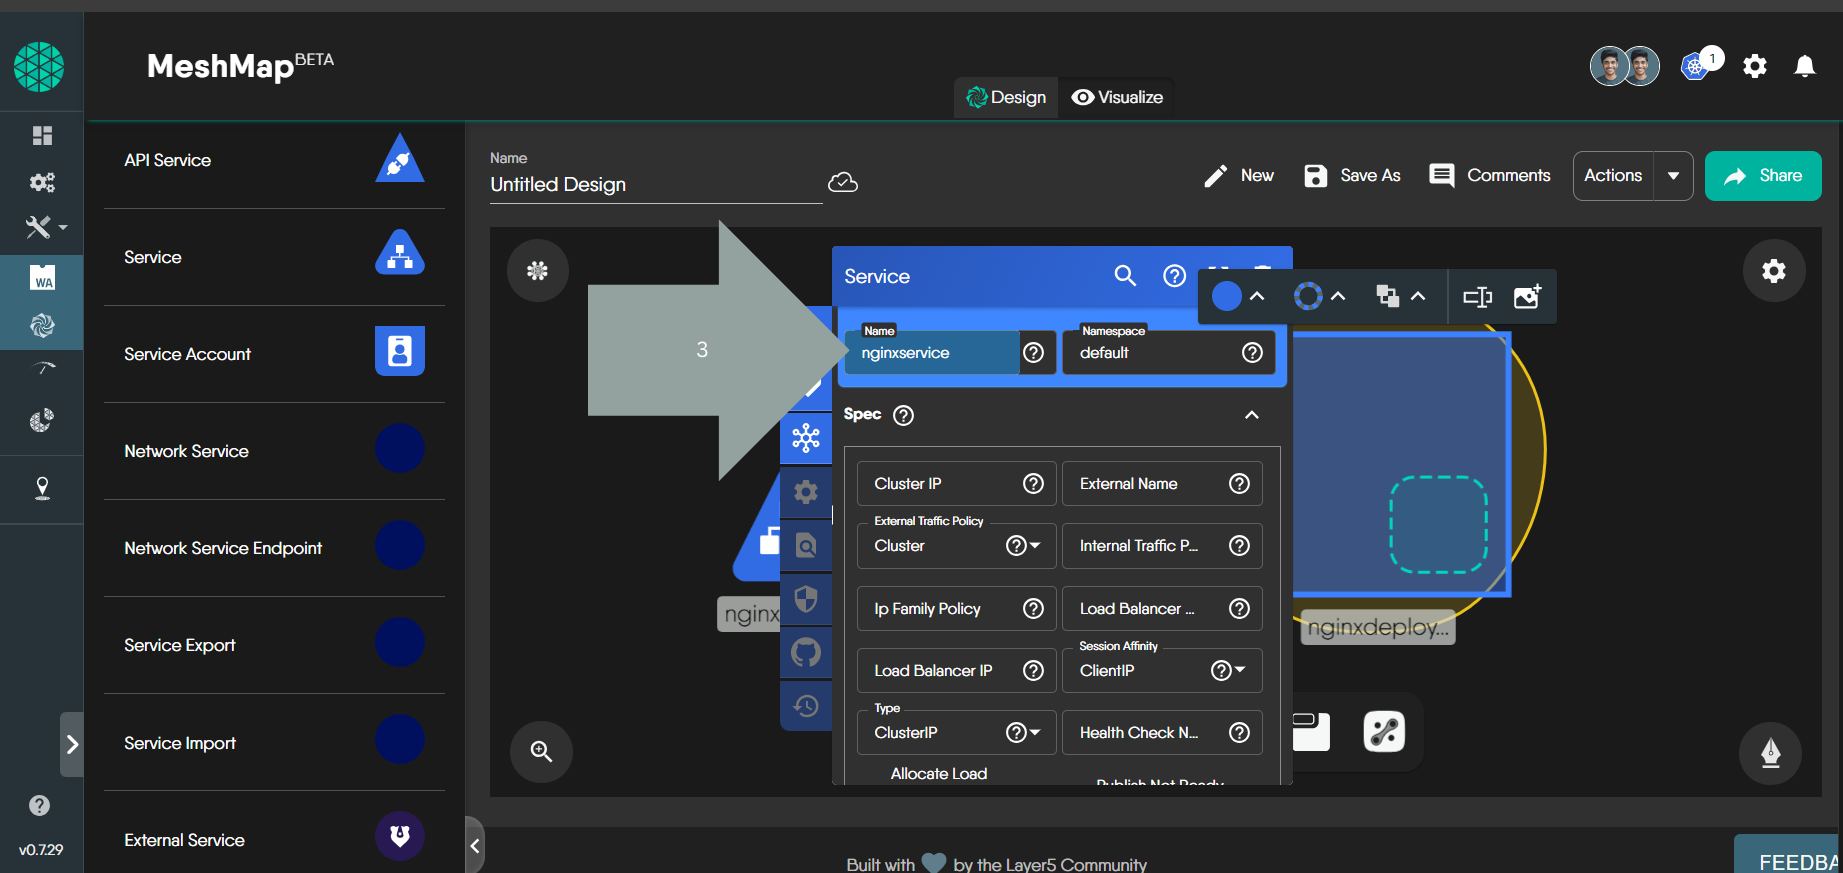 MeshMap BETA
1
Design
Visualize
API Service
Service
Service Account
Network Service
Network Service Endpoint
Service Export
Service Import
External Service
WA
v0.7.29
Name
Untitled Design
New
Save As
Comments
Actions
Share
3
Service
Name
nginxservice
Namespace
default
Spec
Cluster IP
External Name
External Traffic Policy
Cluster
Internal Traffic P...
Ip Family Policy
Load Balancer ...
Load Balancer IP
Session Affinity
ClientIP
Type
ClusterIP
Health Check N...
Allocate Load
Publish Not Ready
nginx
nginxdeploy...
Built with by the Layer5 Community
FEEDBA